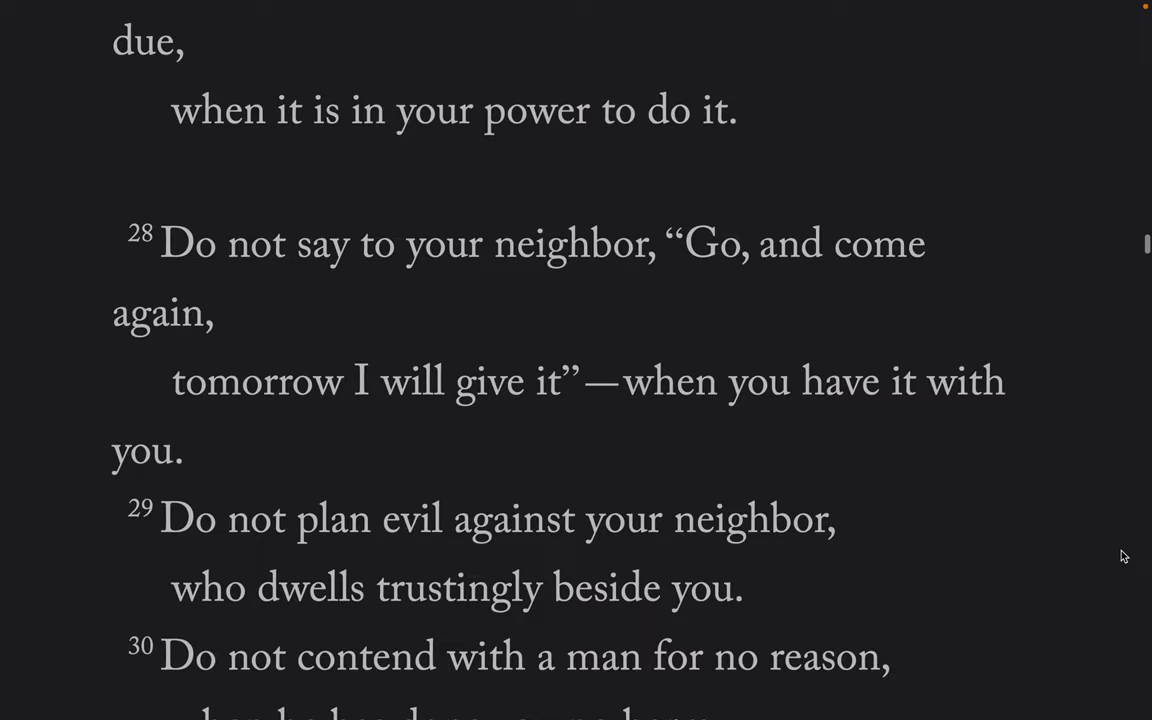 due,
when it is in your power to do it.
28 Do not say to your neighbor, “Go, and come
again,
tomorrow I will give it”—when you have it with
you.
29 Do not plan evil against your neighbor,
who dwells trustingly beside you.
30 Do not contend with a man for no reason,